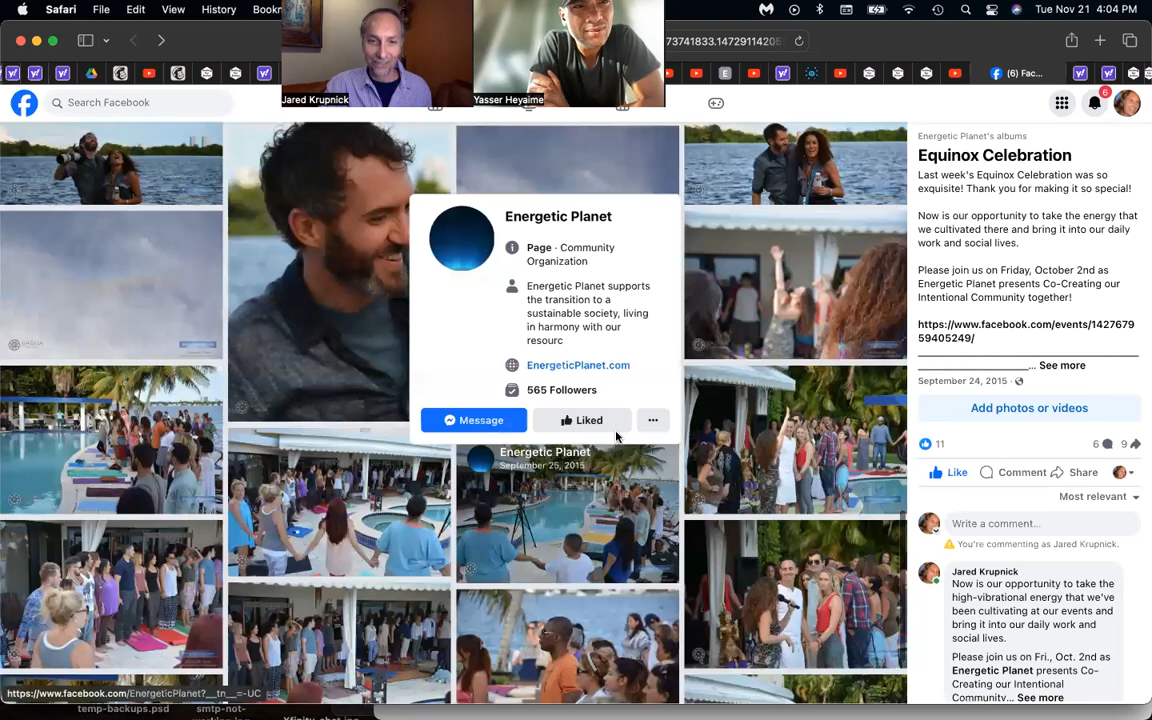 Safari File Edit View History Bookn
Tue Nov 21 4:04 PM
73741833.1472911420
Jared Krupnick
Yasser Heyaime
(6) Fac...
Search Facebook
6
Energetic Planet's albums
Equinox Celebration
Last week's Equinox Celebration was so
exquisite! Thank you for making it so special!
Now is our opportunity to take the energy that
we cultivated there and bring it into our daily
work and social lives.
Please join us on Friday, October 2nd as
Energetic Planet presents Co-Creating our
Intentional Community together!
https://www.facebook.com/events/1427679
59405249/
... See more
September 24, 2015 ·
Add photos or videos
11
6 9
Like Comment Share
Most relevant
Write a comment...
You're commenting as Jared Krupnick.
Jared Krupnick
Now is our opportunity to take the
high-vibrational energy that we've
been cultivating at our events and
bring it into our daily work and
social lives.
Please join us on Fri., Oct. 2nd as
Energetic Planet presents Co-
Creating our Intentional
Community... See more
Energetic Planet
Page · Community
Organization
Energetic Planet supports
the transition to a
sustainable society, living
in harmony with our
resourc
EnergeticPlanet.com
565 Followers
Message Liked
Energetic Planet
September 25, 2015
https://www.facebook.com/EnergeticPlanet?__tn__=-UC
temp-backups.psd
smtp-not-